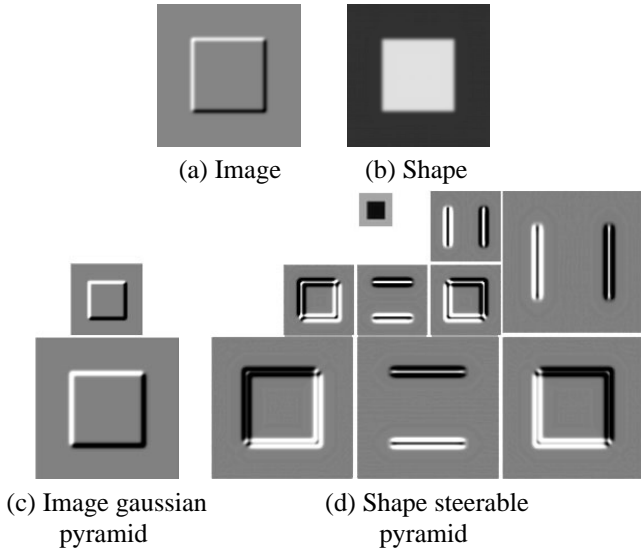 (a) Image
(b) Shape
(c) Image gaussian
pyramid
(d) Shape steerable
pyramid